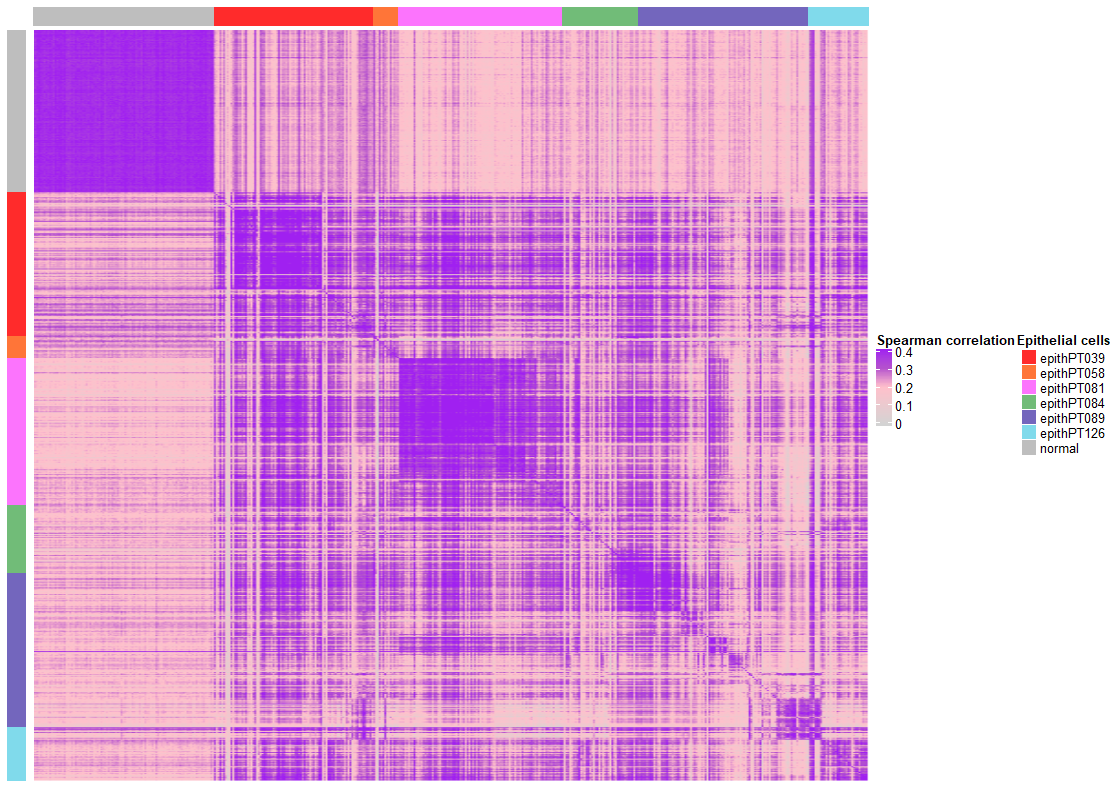 Spearman correlation
0.4
0.3
0.2
0.1
0
Epithelial cells
epithPT039
epithPT058
epithPT081
epithPT084
epithPT089
epithPT126
normal